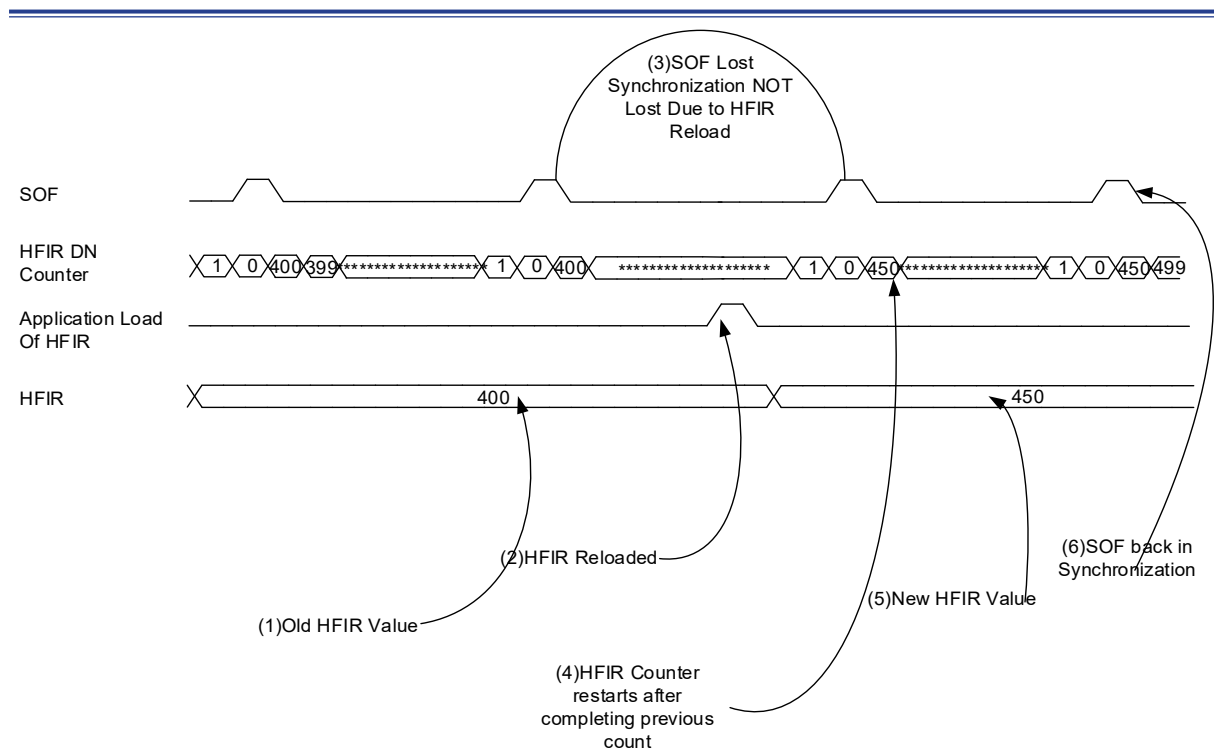 (3)SOF Lost
Synchronization NOT
Lost Due to HFIR
Reload
SOF
HFIR DN
Counter
1 0 400 399 ******************** 1 0 400 ******************** 1 0 450 ******************** 1 0 450 499
Application Load
Of HFIR
HFIR
400 450
(2)HFIR Reloaded
(6)SOF back in
Synchronization
(5)New HFIR Value
(1)Old HFIR Value
(4)HFIR Counter
restarts after
completing previous
count